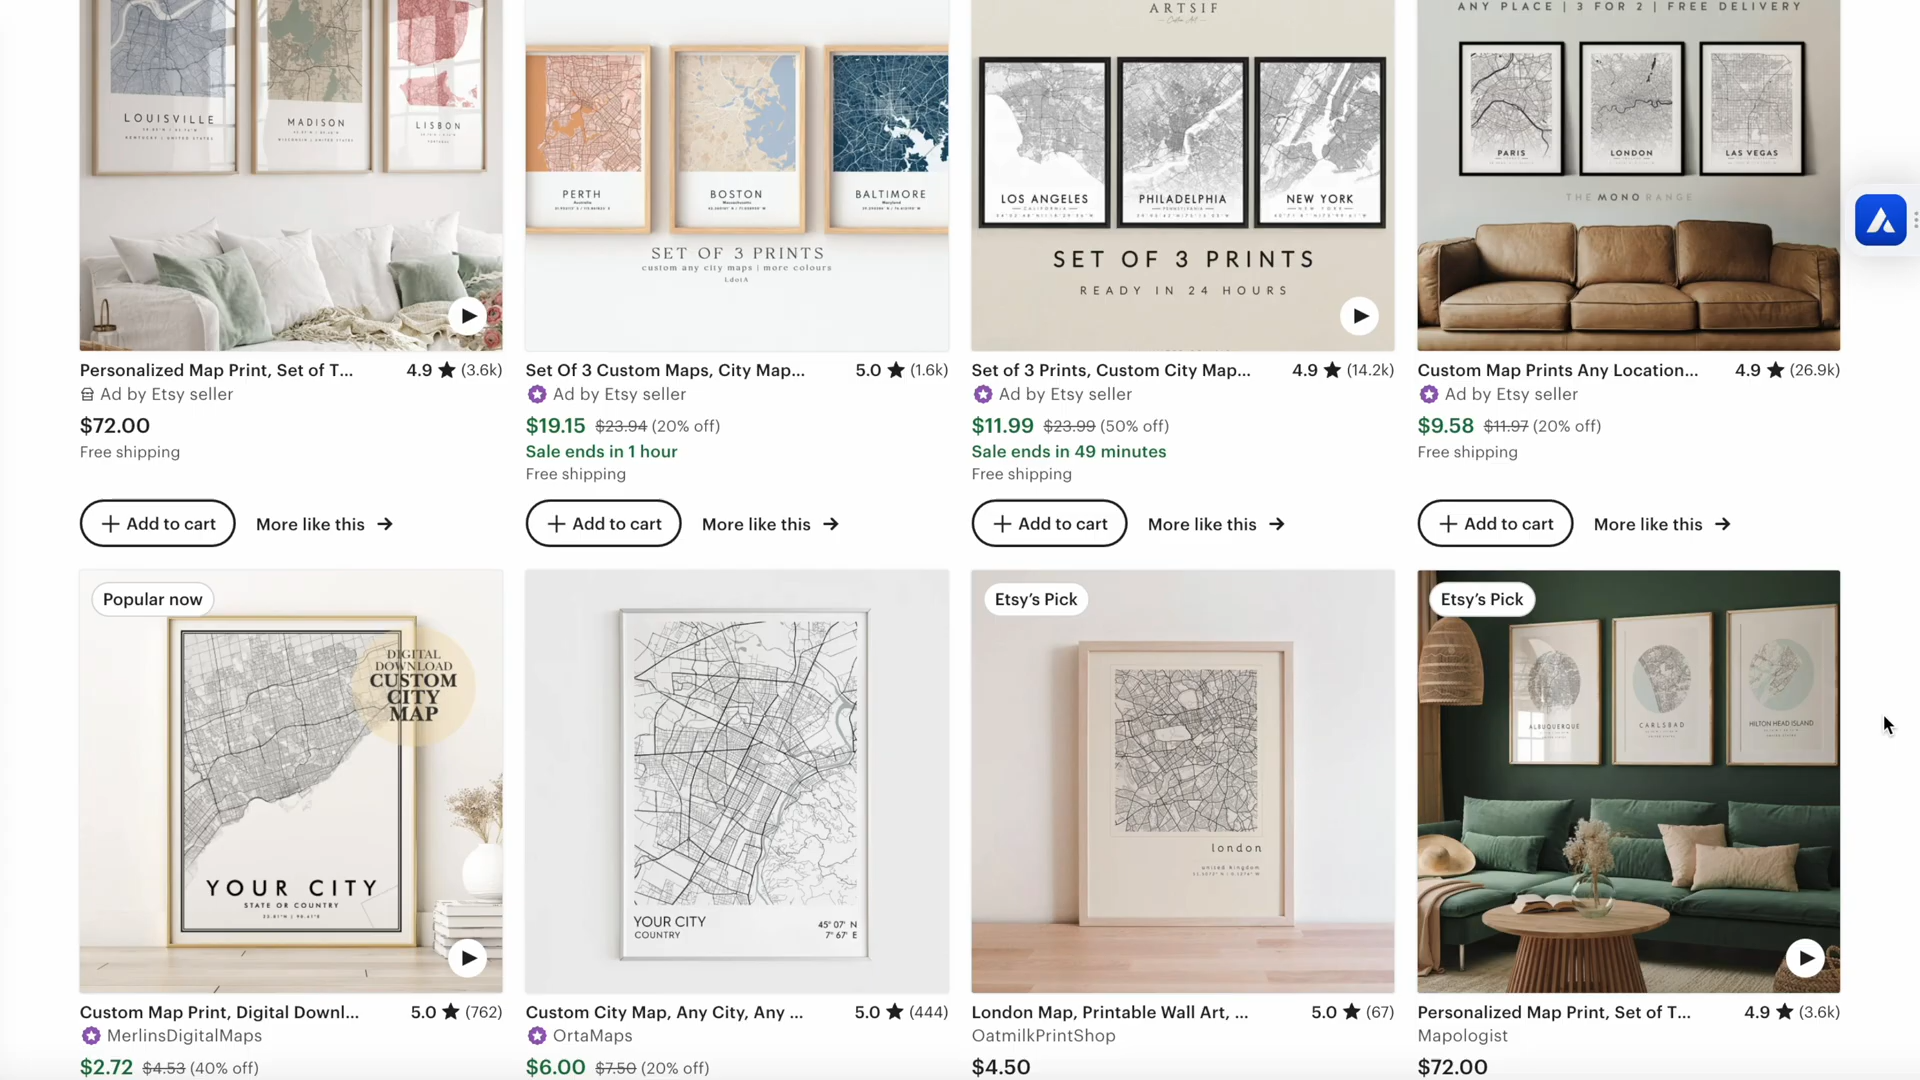 LOUISVILLE
MADISON
LISBON
KENTUCKY | UNITED STATES
PERTH
BOSTON
BALTIMORE
SET OF 3 PRINTS
custom any city maps | more colours
LdotA
ARTSIF
LOS ANGELES
PHILADELPHIA
NEW YORK
SET OF 3 PRINTS
READY IN 24 HOURS
ANY PLACE | 3 FOR 2 | FREE DELIVERY
PARIS
LONDON
LAS VEGAS
THE MONO RANGE
Personalized Map Print, Set of T... 4.9 ★ (3.6k)
Ad by Etsy seller
$72.00
Free shipping
+ Add to cart More like this →
Set Of 3 Custom Maps, City Map... 5.0 ★ (1.6k)
Ad by Etsy seller
$19.15 $23.94 (20% off)
Sale ends in 1 hour
Free shipping
+ Add to cart More like this →
Set of 3 Prints, Custom City Map... 4.9 ★ (14.2k)
Ad by Etsy seller
$11.99 $23.99 (50% off)
Sale ends in 49 minutes
Free shipping
+ Add to cart More like this →
Custom Map Prints Any Location... 4.9 ★ (26.9k)
Ad by Etsy seller
$9.58 $11.97 (20% off)
Free shipping
+ Add to cart More like this →
Popular now
DIGITAL
DOWNLOAD
CUSTOM
CITY
MAP
YOUR CITY
STATE OR COUNTRY
Custom Map Print, Digital Downl... 5.0 ★ (762)
MerlinsDigitalMaps
$2.72 $4.53 (40% off)
YOUR CITY
COUNTRY
45° 07' N
7° 67' E
Custom City Map, Any City, Any ... 5.0 ★ (444)
OrtaMaps
$6.00 $7.50 (20% off)
Etsy's Pick
london
united kingdom
London Map, Printable Wall Art, ... 5.0 ★ (67)
OatmilkPrintShop
$4.50
Etsy's Pick
ALBUQUERQUE
CARLSBAD
HILTON HEAD ISLAND
Personalized Map Print, Set of T... 4.9 ★ (3.6k)
Mapologist
$72.00